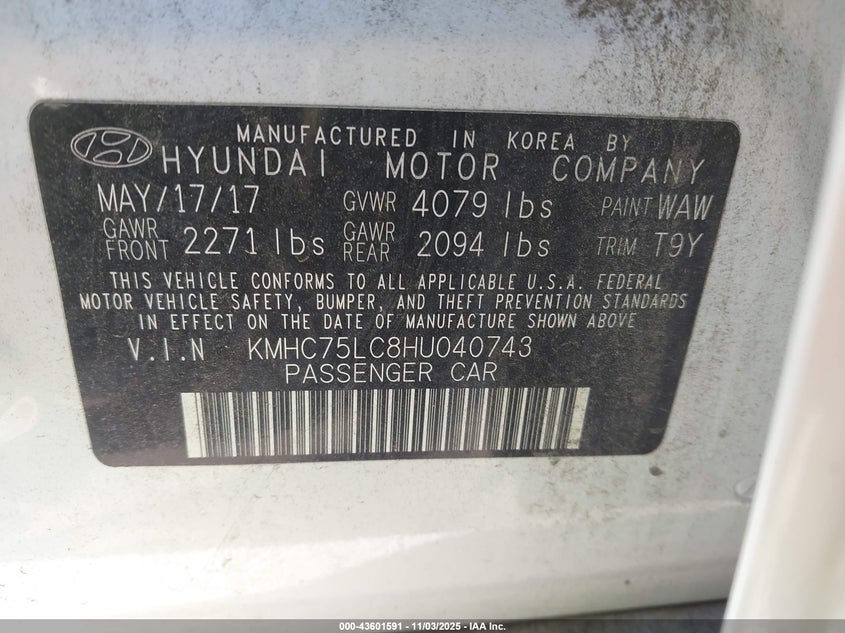 MANUFACTURED IN KOREA BY
HYUNDAI MOTOR COMPANY
MAY/17/17 GVWR 4079 lbs PAINT WAW
GAWR FRONT 2271 lbs GAWR REAR 2094 lbs TRIM T9Y
THIS VEHICLE CONFORMS TO ALL APPLICABLE U.S.A. FEDERAL
MOTOR VEHICLE SAFETY, BUMPER, AND THEFT PREVENTION STANDARDS
IN EFFECT ON THE DATE OF MANUFACTURE SHOWN ABOVE
V.I.N KMHC75LC8HU040743
PASSENGER CAR
000-43601591 - 11/03/2025 - IAA Inc.